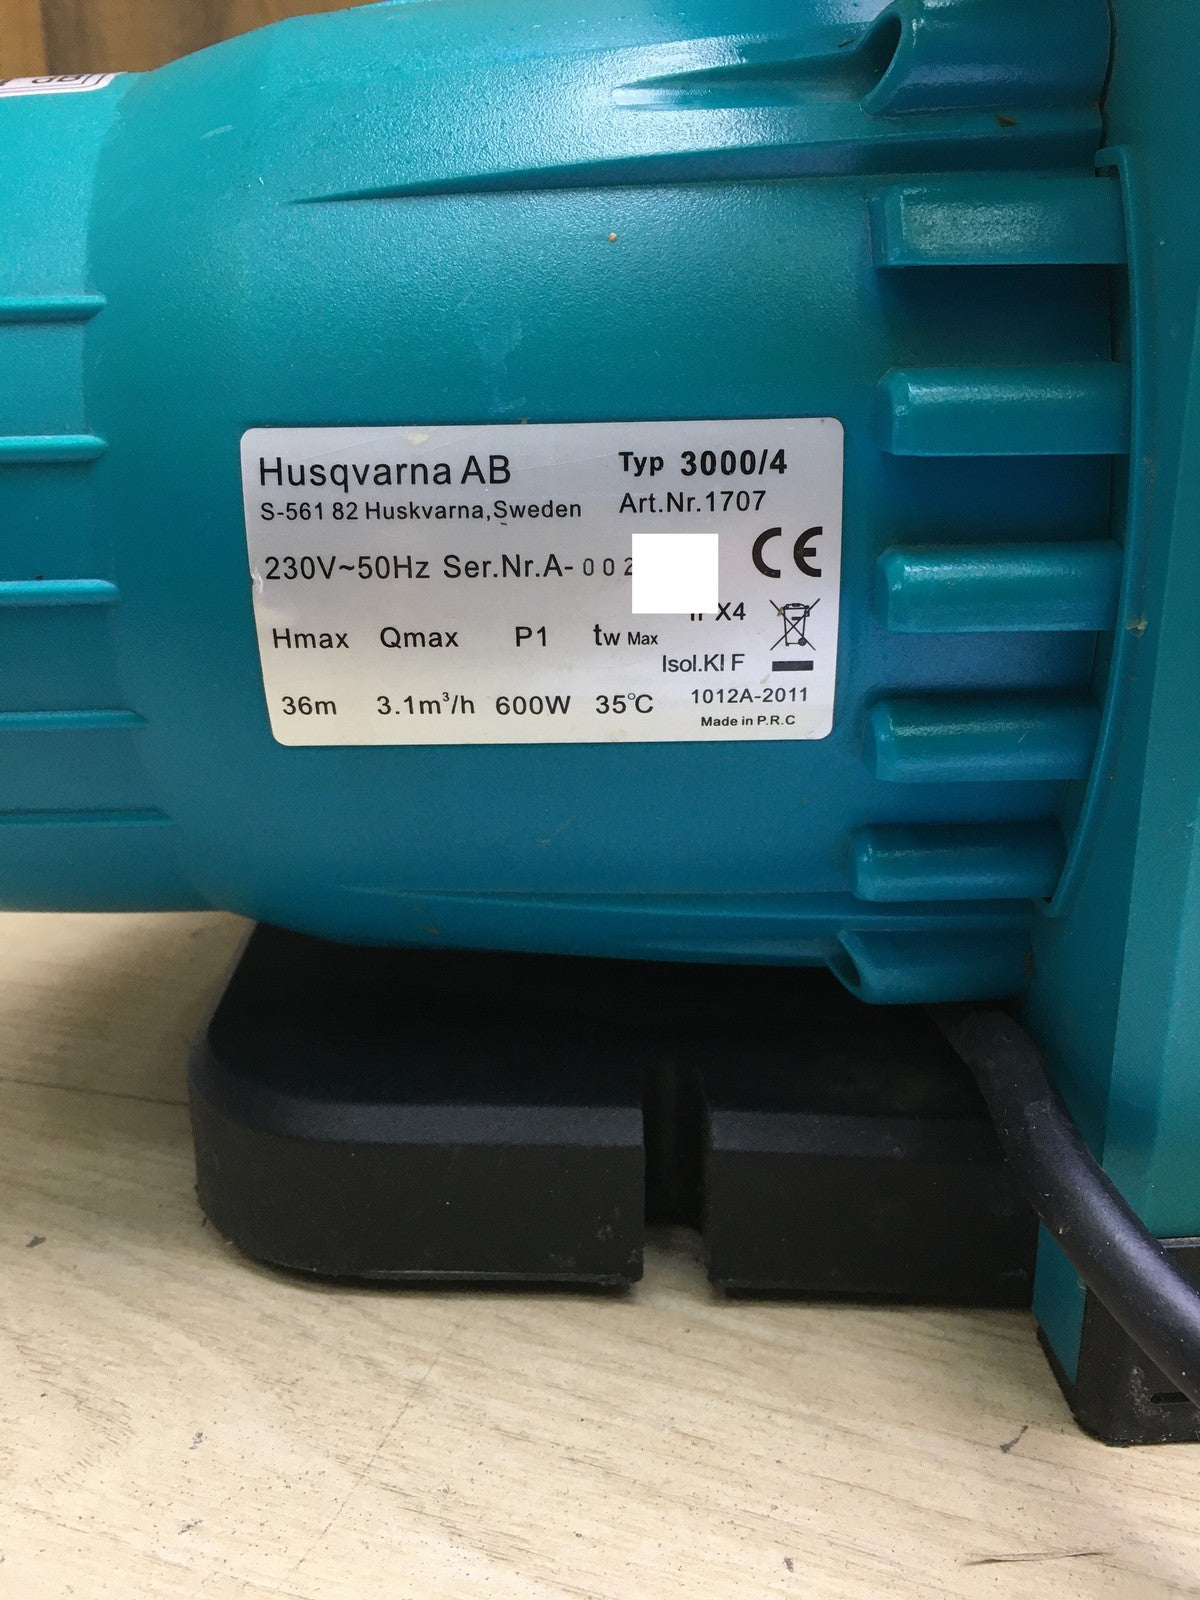 Husqvarna AB Typ 3000/4
S-561 82 Huskvarna,Sweden Art.Nr.1707
230V~50Hz Ser.Nr.A- 002 CE
X4
Hmax Qmax P1 tw Max
Isol.Kl F
36m 3.1m³/h 600W 35°C 1012A-2011
Made in P.R.C